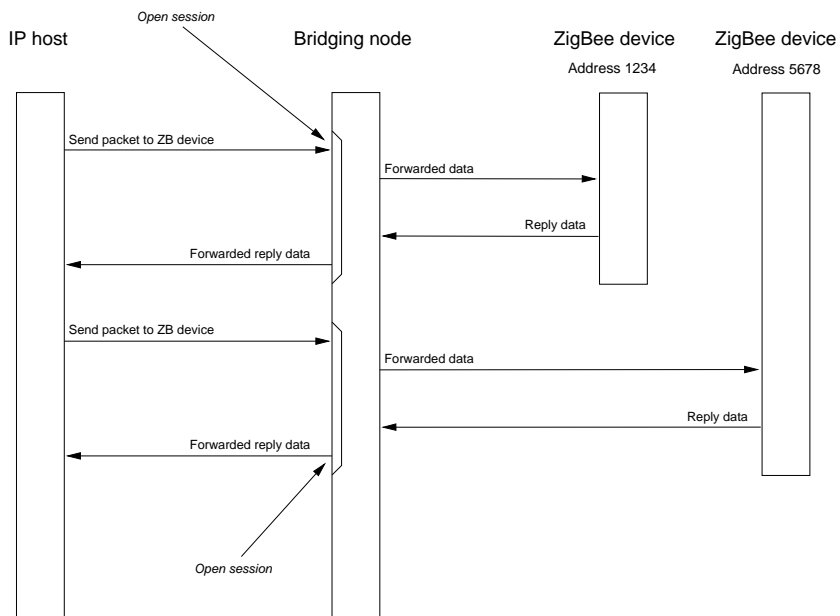 Open session
IP host
Bridging node
ZigBee device
ZigBee device
Address 1234
Address 5678
Send packet to ZB device
Forwarded data
Reply data
Forwarded reply data
Send packet to ZB device
Forwarded data
Reply data
Forwarded reply data
Open session